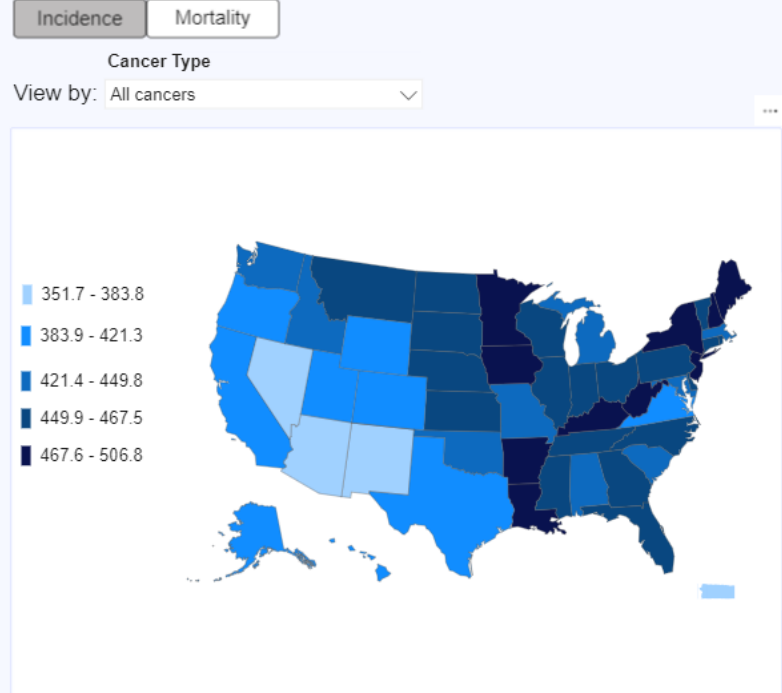 Incidence Mortality
Cancer Type
View by: All cancers
351.7 - 383.8
383.9 - 421.3
421.4 - 449.8
449.9 - 467.5
467.6 - 506.8